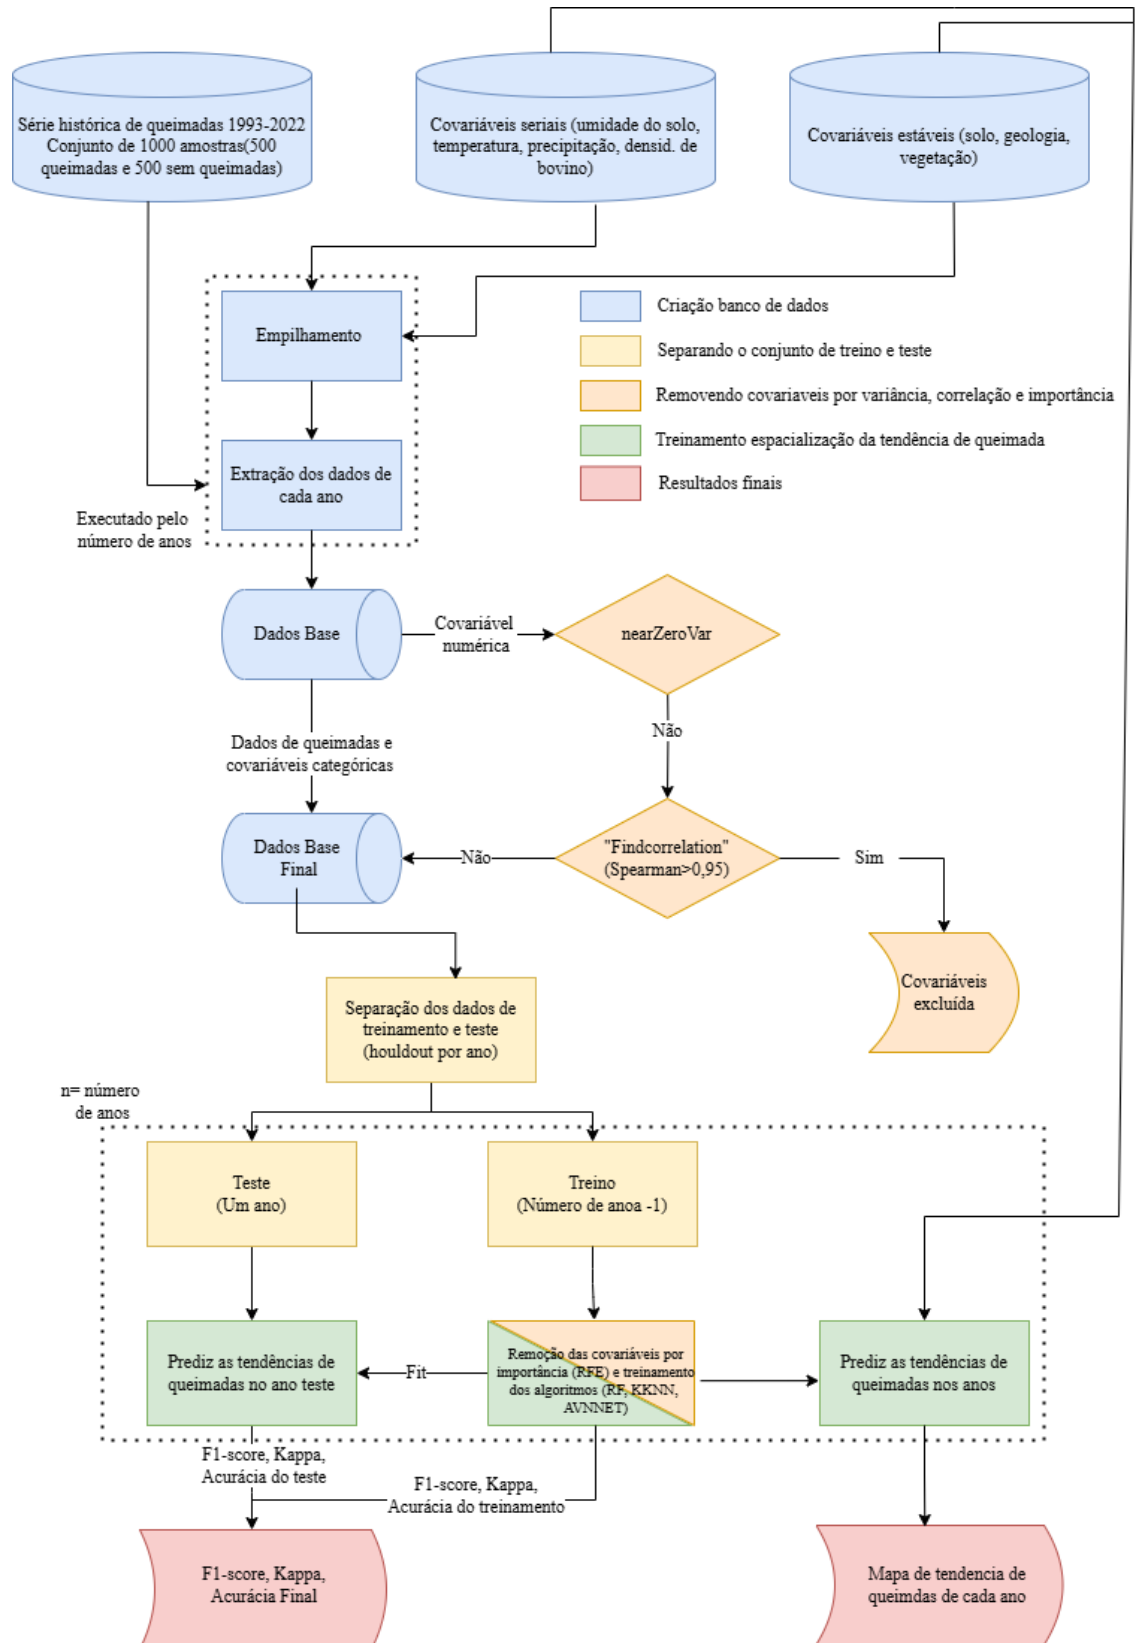 Série histórica de queimadas 1993-2022
Conjunto de 1000 amostras(500
queimadas e 500 sem queimadas)
Covariáveis seriais (umidade do solo,
temperatura, precipitação, densid. de
bovino)
Covariáveis estáveis (solo, geologia,
vegetação)
Empilhamento
Extração dos dados de
cada ano
Executado pelo
número de anos
Criação banco de dados
Separando o conjunto de treino e teste
Removendo covariaveis por variância, correlação e importância
Treinamento espacialização da tendência de queimada
Resultados finais
Dados Base
Covariável
numérica
nearZeroVar
Não
Dados de queimadas e
covariáveis categóricas
Dados Base
Final
Não
"Findcorrelation"
(Spearman>0,95)
Sim
Covariáveis
excluída
Separação dos dados de
treinamento e teste
(houldout por ano)
n= número
de anos
Teste
(Um ano)
Treino
(Número de anoa -1)
Prediz as tendências de
queimadas no ano teste
Fit
Remoção das covariáveis por
importância (RFE) e treinamento
dos algoritmos (RF, KKNN,
AVNNET)
Prediz as tendências de
queimadas nos anos
F1-score, Kappa,
Acurácia do teste
F1-score, Kappa,
Acurácia do treinamento
F1-score, Kappa,
Acurácia Final
Mapa de tendencia de
queimdas de cada ano